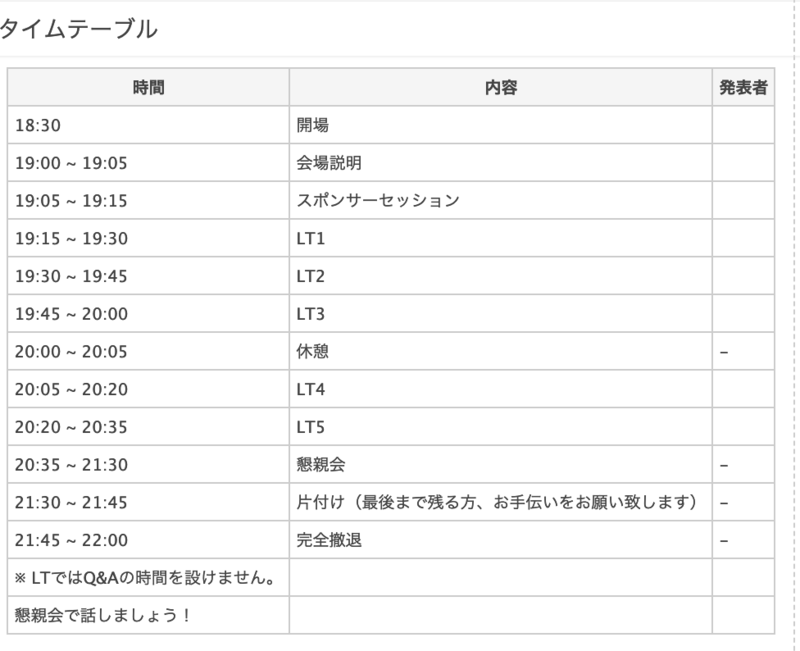 タイムテーブル
時間 内容 発表者
18:30 開場
19:00 ~ 19:05 会場説明
19:05 ~ 19:15 スポンサーセッション
19:15 ~ 19:30 LT1
19:30 ~ 19:45 LT2
19:45 ~ 20:00 LT3
20:00 ~ 20:05 休憩 –
20:05 ~ 20:20 LT4
20:20 ~ 20:35 LT5
20:35 ~ 21:30 懇親会 –
21:30 ~ 21:45 片付け（最後まで残る方、お手伝いをお願い致します） –
21:45 ~ 22:00 完全撤退 –
※ LTではQ&Aの時間を設けません。
懇親会で話しましょう！